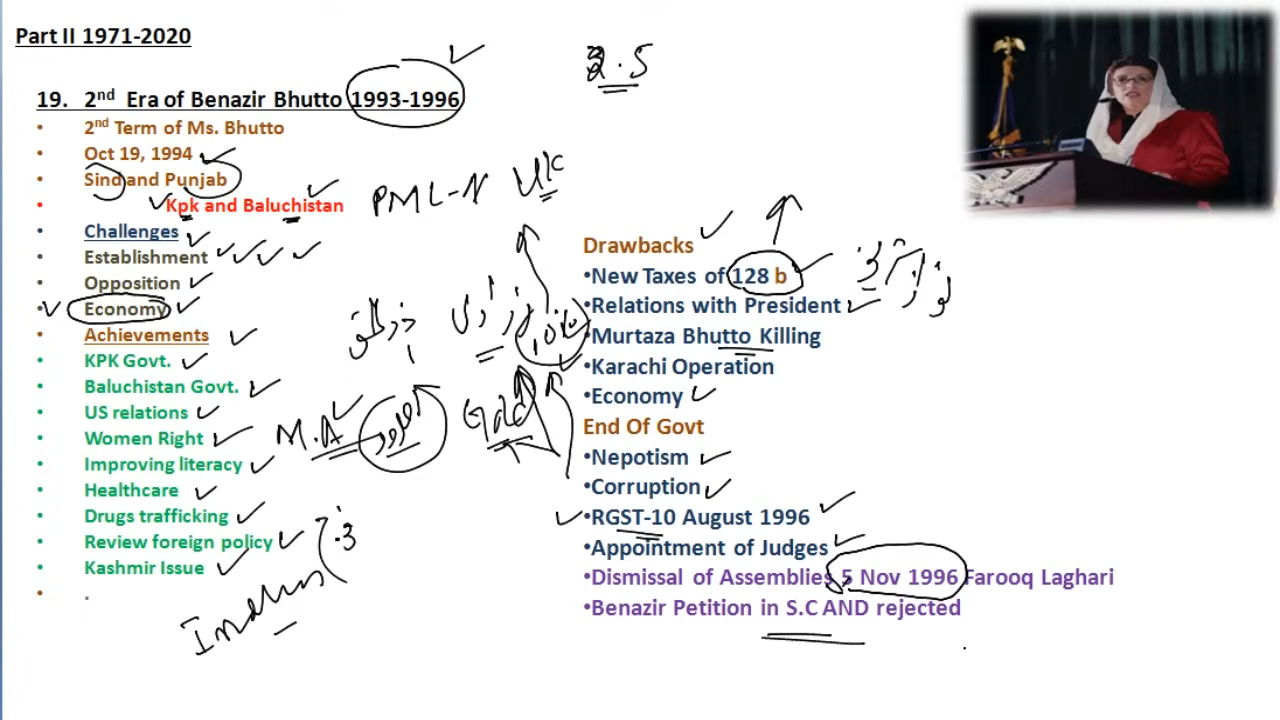 Part II 1971-2020
2.5
19. 2nd Era of Benazir Bhutto 1993-1996
• 2nd Term of Ms. Bhutto
• Oct 19, 1994
• Sind and Punjab
• Kpk and Baluchistan
PML-N
• Challenges
• Establishment
• Opposition
• Economy
• Achievements
• KPK Govt.
• Baluchistan Govt.
• US relations
• Women Right
M.A
Gold
• Improving literacy
• Healthcare
• Drugs trafficking
• Review foreign policy
7.3
• Kashmir Issue
• .
Drawbacks
•New Taxes of 128 b
•Relations with President
10%
•Murtaza Bhutto Killing
•Karachi Operation
•Economy
End Of Govt
•Nepotism
•Corruption
•RGST-10 August 1996
•Appointment of Judges
•Dismissal of Assemblies 5 Nov 1996 Farooq Laghari
•Benazir Petition in S.C AND rejected